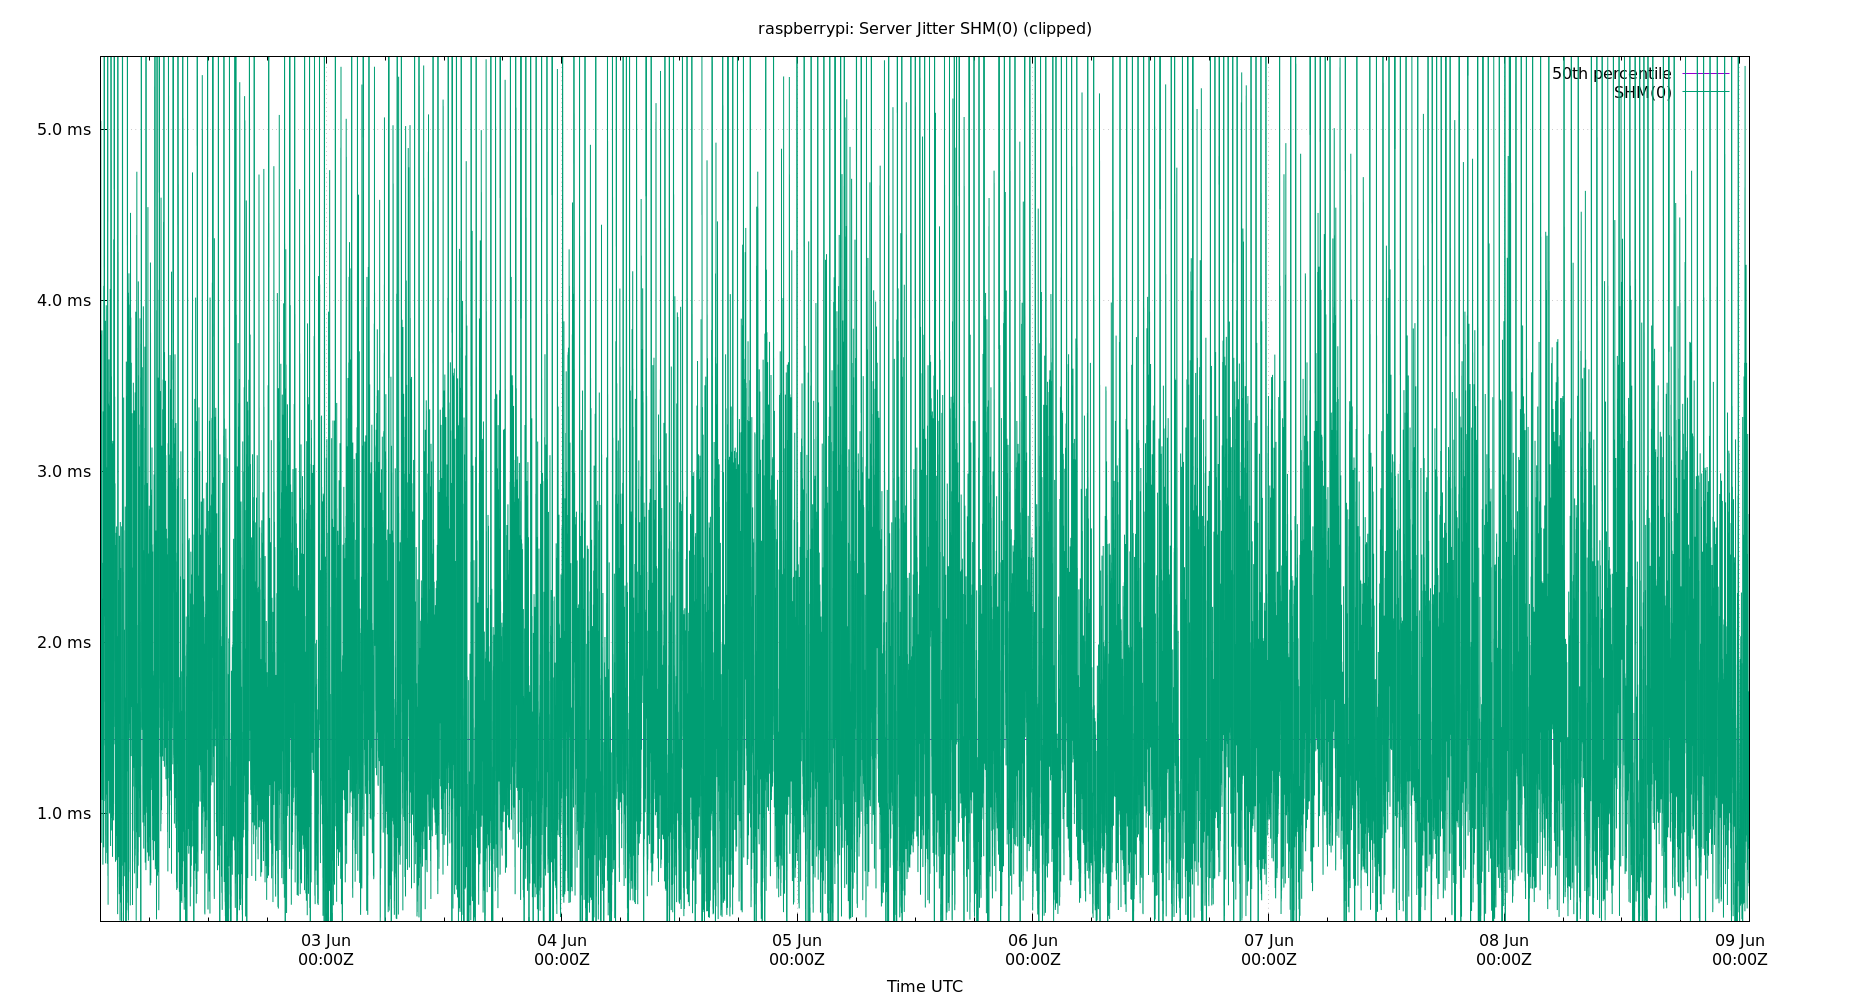 raspberrypi: Server Jitter SHM(0) (clipped)
50th percentile
SHM(0)
5.0 ms
4.0 ms
3.0 ms
2.0 ms
1.0 ms
03 Jun 04 Jun 05 Jun 06 Jun 07 Jun 08 Jun 09 Jun
00:00Z 00:00Z 00:00Z 00:00Z 00:00Z 00:00Z 00:00Z
Time UTC